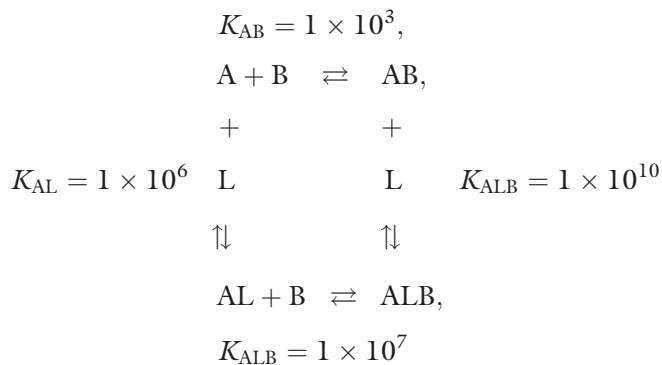 K_AB = 1 × 10^3,
A + B ⇄ AB,
+ +
K_AL = 1 × 10^6 L L K_ALB = 1 × 10^10
⇅ ⇅
AL + B ⇄ ALB,
K_ALB = 1 × 10^7